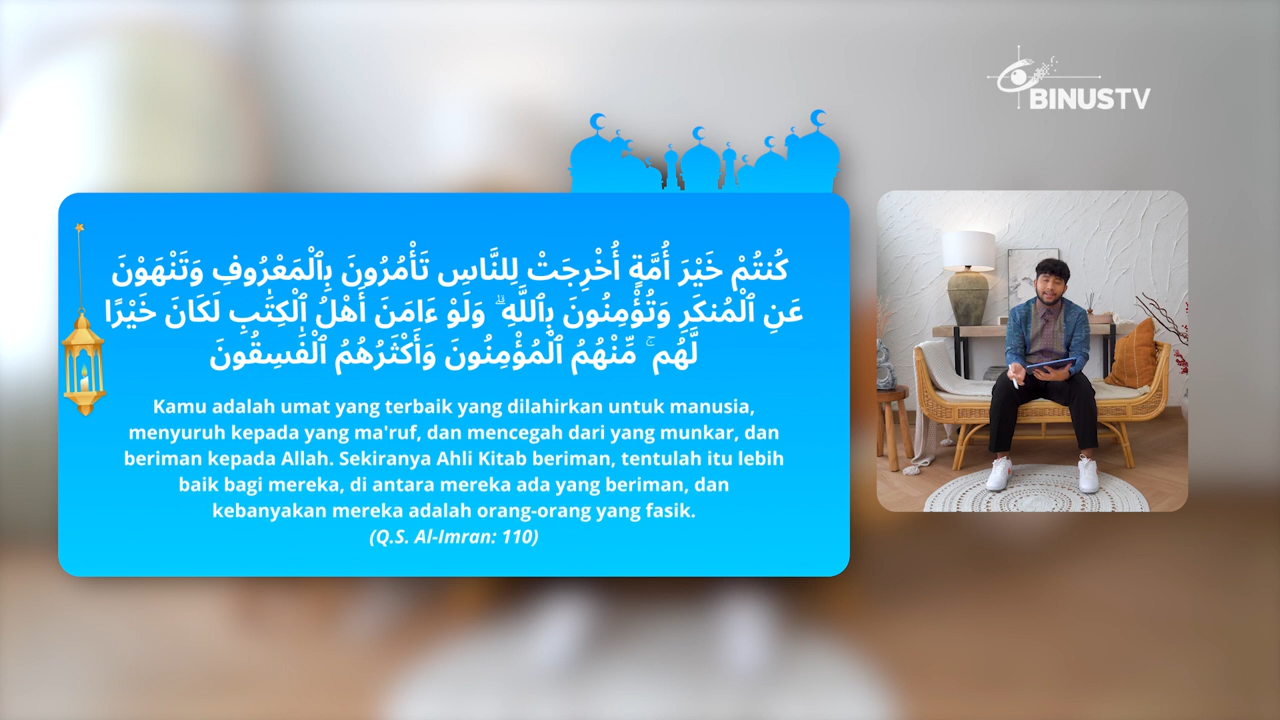 BINUSTV
كُنتُمْ خَيْرَ أُمَّةٍ أُخْرِجَتْ لِلنَّاسِ تَأْمُرُونَ بِٱلْمَعْرُوفِ وَتَنْهَوْنَ
عَنِ ٱلْمُنكَرِ وَتُؤْمِنُونَ بِٱللَّهِ ۗ وَلَوْ ءَامَنَ أَهْلُ ٱلْكِتَٰبِ لَكَانَ خَيْرًا
لَّهُم ۚ مِّنْهُمُ ٱلْمُؤْمِنُونَ وَأَكْثَرُهُمُ ٱلْفَٰسِقُونَ
Kamu adalah umat yang terbaik yang dilahirkan untuk manusia,
menyuruh kepada yang ma'ruf, dan mencegah dari yang munkar, dan
beriman kepada Allah. Sekiranya Ahli Kitab beriman, tentulah itu lebih
baik bagi mereka, di antara mereka ada yang beriman, dan
kebanyakan mereka adalah orang-orang yang fasik.
(Q.S. Al-Imran: 110)